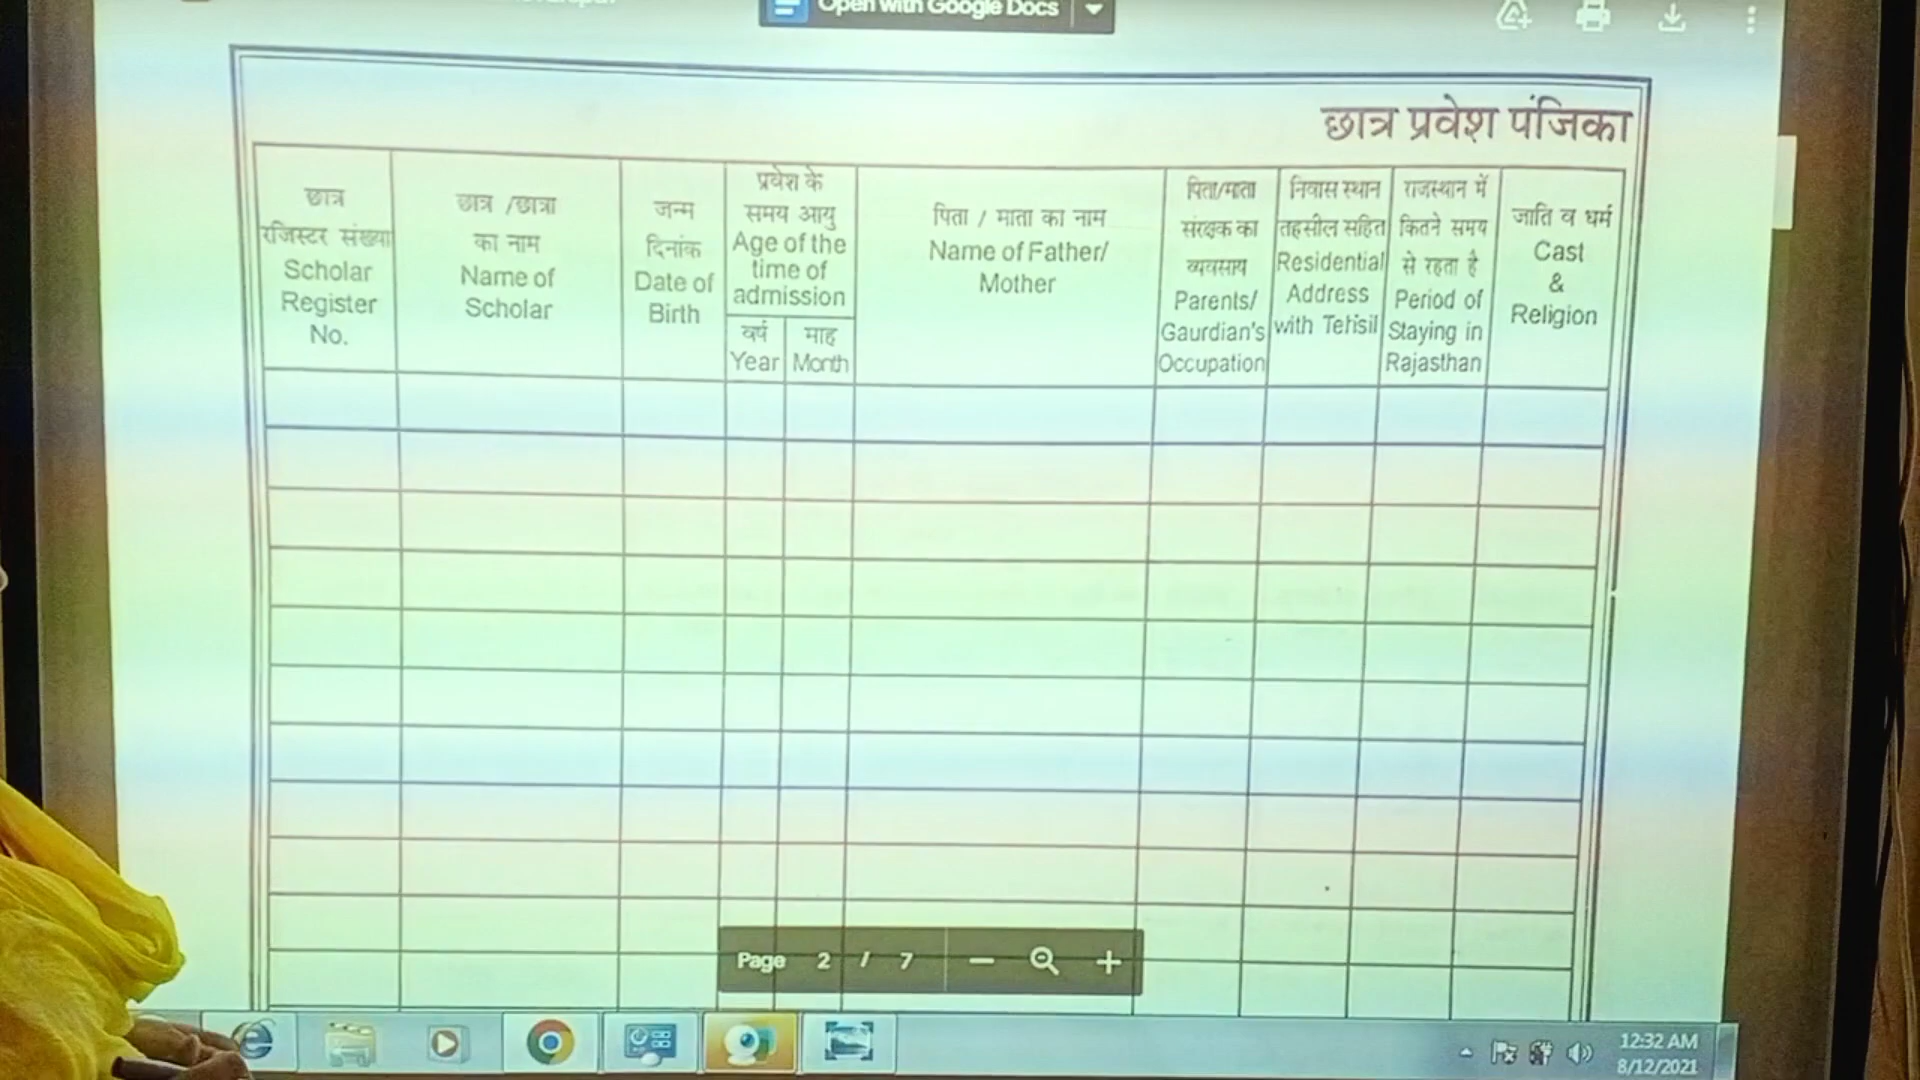 Open with Google Docs
छात्र प्रवेश पंजिका
छात्र
रजिस्टर संख्या
Scholar
Register
No.
छात्र /छात्रा
का नाम
Name of
Scholar
जन्म
दिनांक
Date of
Birth
प्रवेश के
समय आयु
Age of the
time of
admission
वर्ष
Year
माह
Month
पिता / माता का नाम
Name of Father/
Mother
पिता/माता
संरक्षक का
व्यवसाय
Parents/
Gaurdian's
Occupation
निवास स्थान
तहसील सहित
Residential
Address
with Tehsil
राजस्थान में
कितने समय
से रहता है
Period of
Staying in
Rajasthan
जाति व धर्म
Cast
&
Religion
Page 2 / 7
12:32 AM
8/12/2021